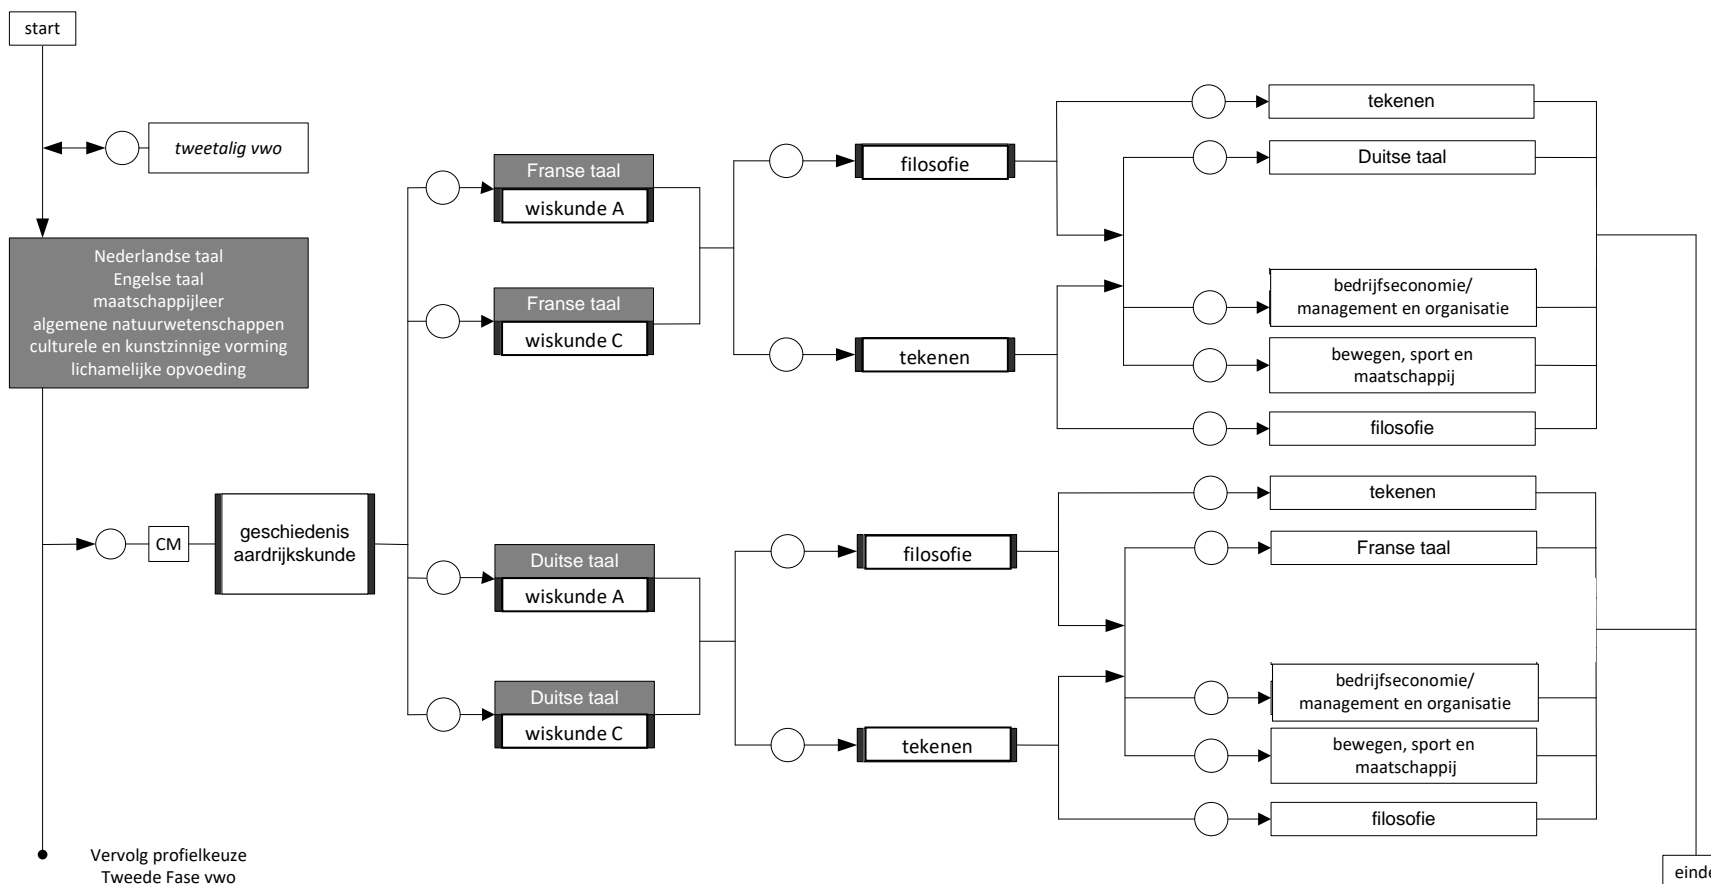 start
tweetalig vwo
Nederlandse taal
Engelse taal
maatschappijleer
algemene natuurwetenschappen
culturele en kunstzinnige vorming
lichamelijke opvoeding
CM
geschiedenis
aardrijkskunde
Franse taal
wiskunde A
Franse taal
wiskunde C
filosofie
tekenen
tekenen
Duitse taal
bedrijfseconomie/
management en organisatie
bewegen, sport en
maatschappij
filosofie
Duitse taal
wiskunde A
Duitse taal
wiskunde C
filosofie
tekenen
tekenen
Franse taal
bedrijfseconomie/
management en organisatie
bewegen, sport en
maatschappij
filosofie
Vervolg profielkeuze
Tweede Fase vwo
einde